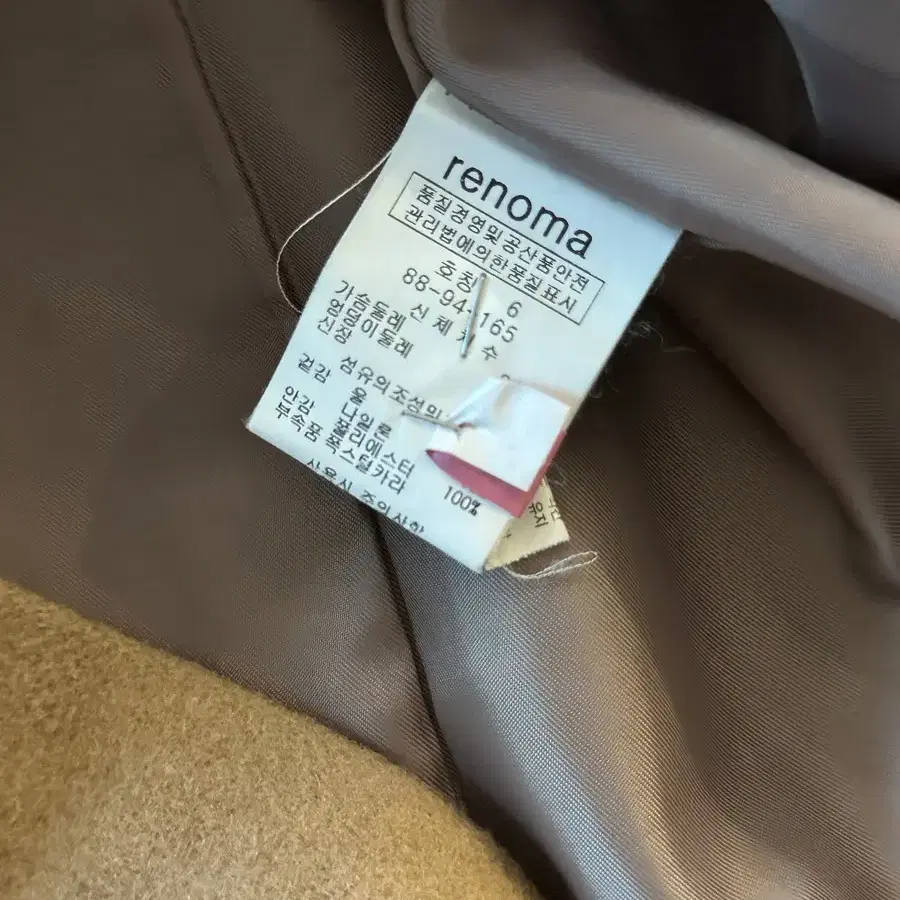 renoma
품질경영및공산품안전
관리법에의한품질표시
호칭 6
88-94-165
신체치수
가슴둘레
엉덩이둘레
신장
섬유의조성및
겉감 울
나일론
안감 폴리에스터
부속품 폭스털카라
100%
사용시 주의사항
유지